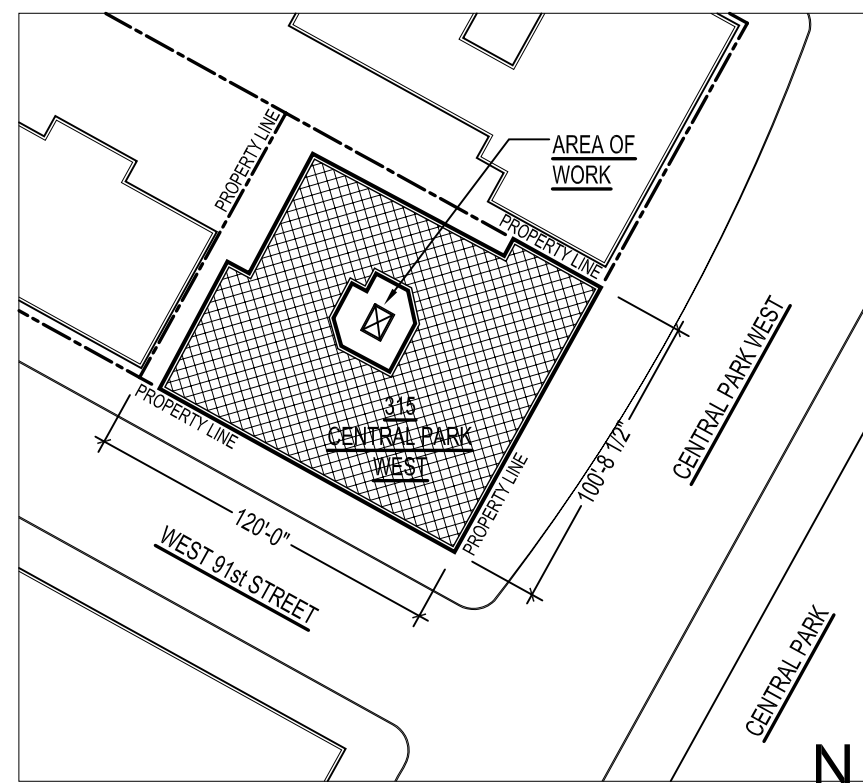 PROPERTY LINE
AREA OF
WORK
PROPERTY LINE
CENTRAL PARK WEST
315
CENTRAL PARK
WEST
PROPERTY LINE
PROPERTY LINE
100'-8 1/2"
120'-0"
WEST 91st STREET
CENTRAL PARK
N